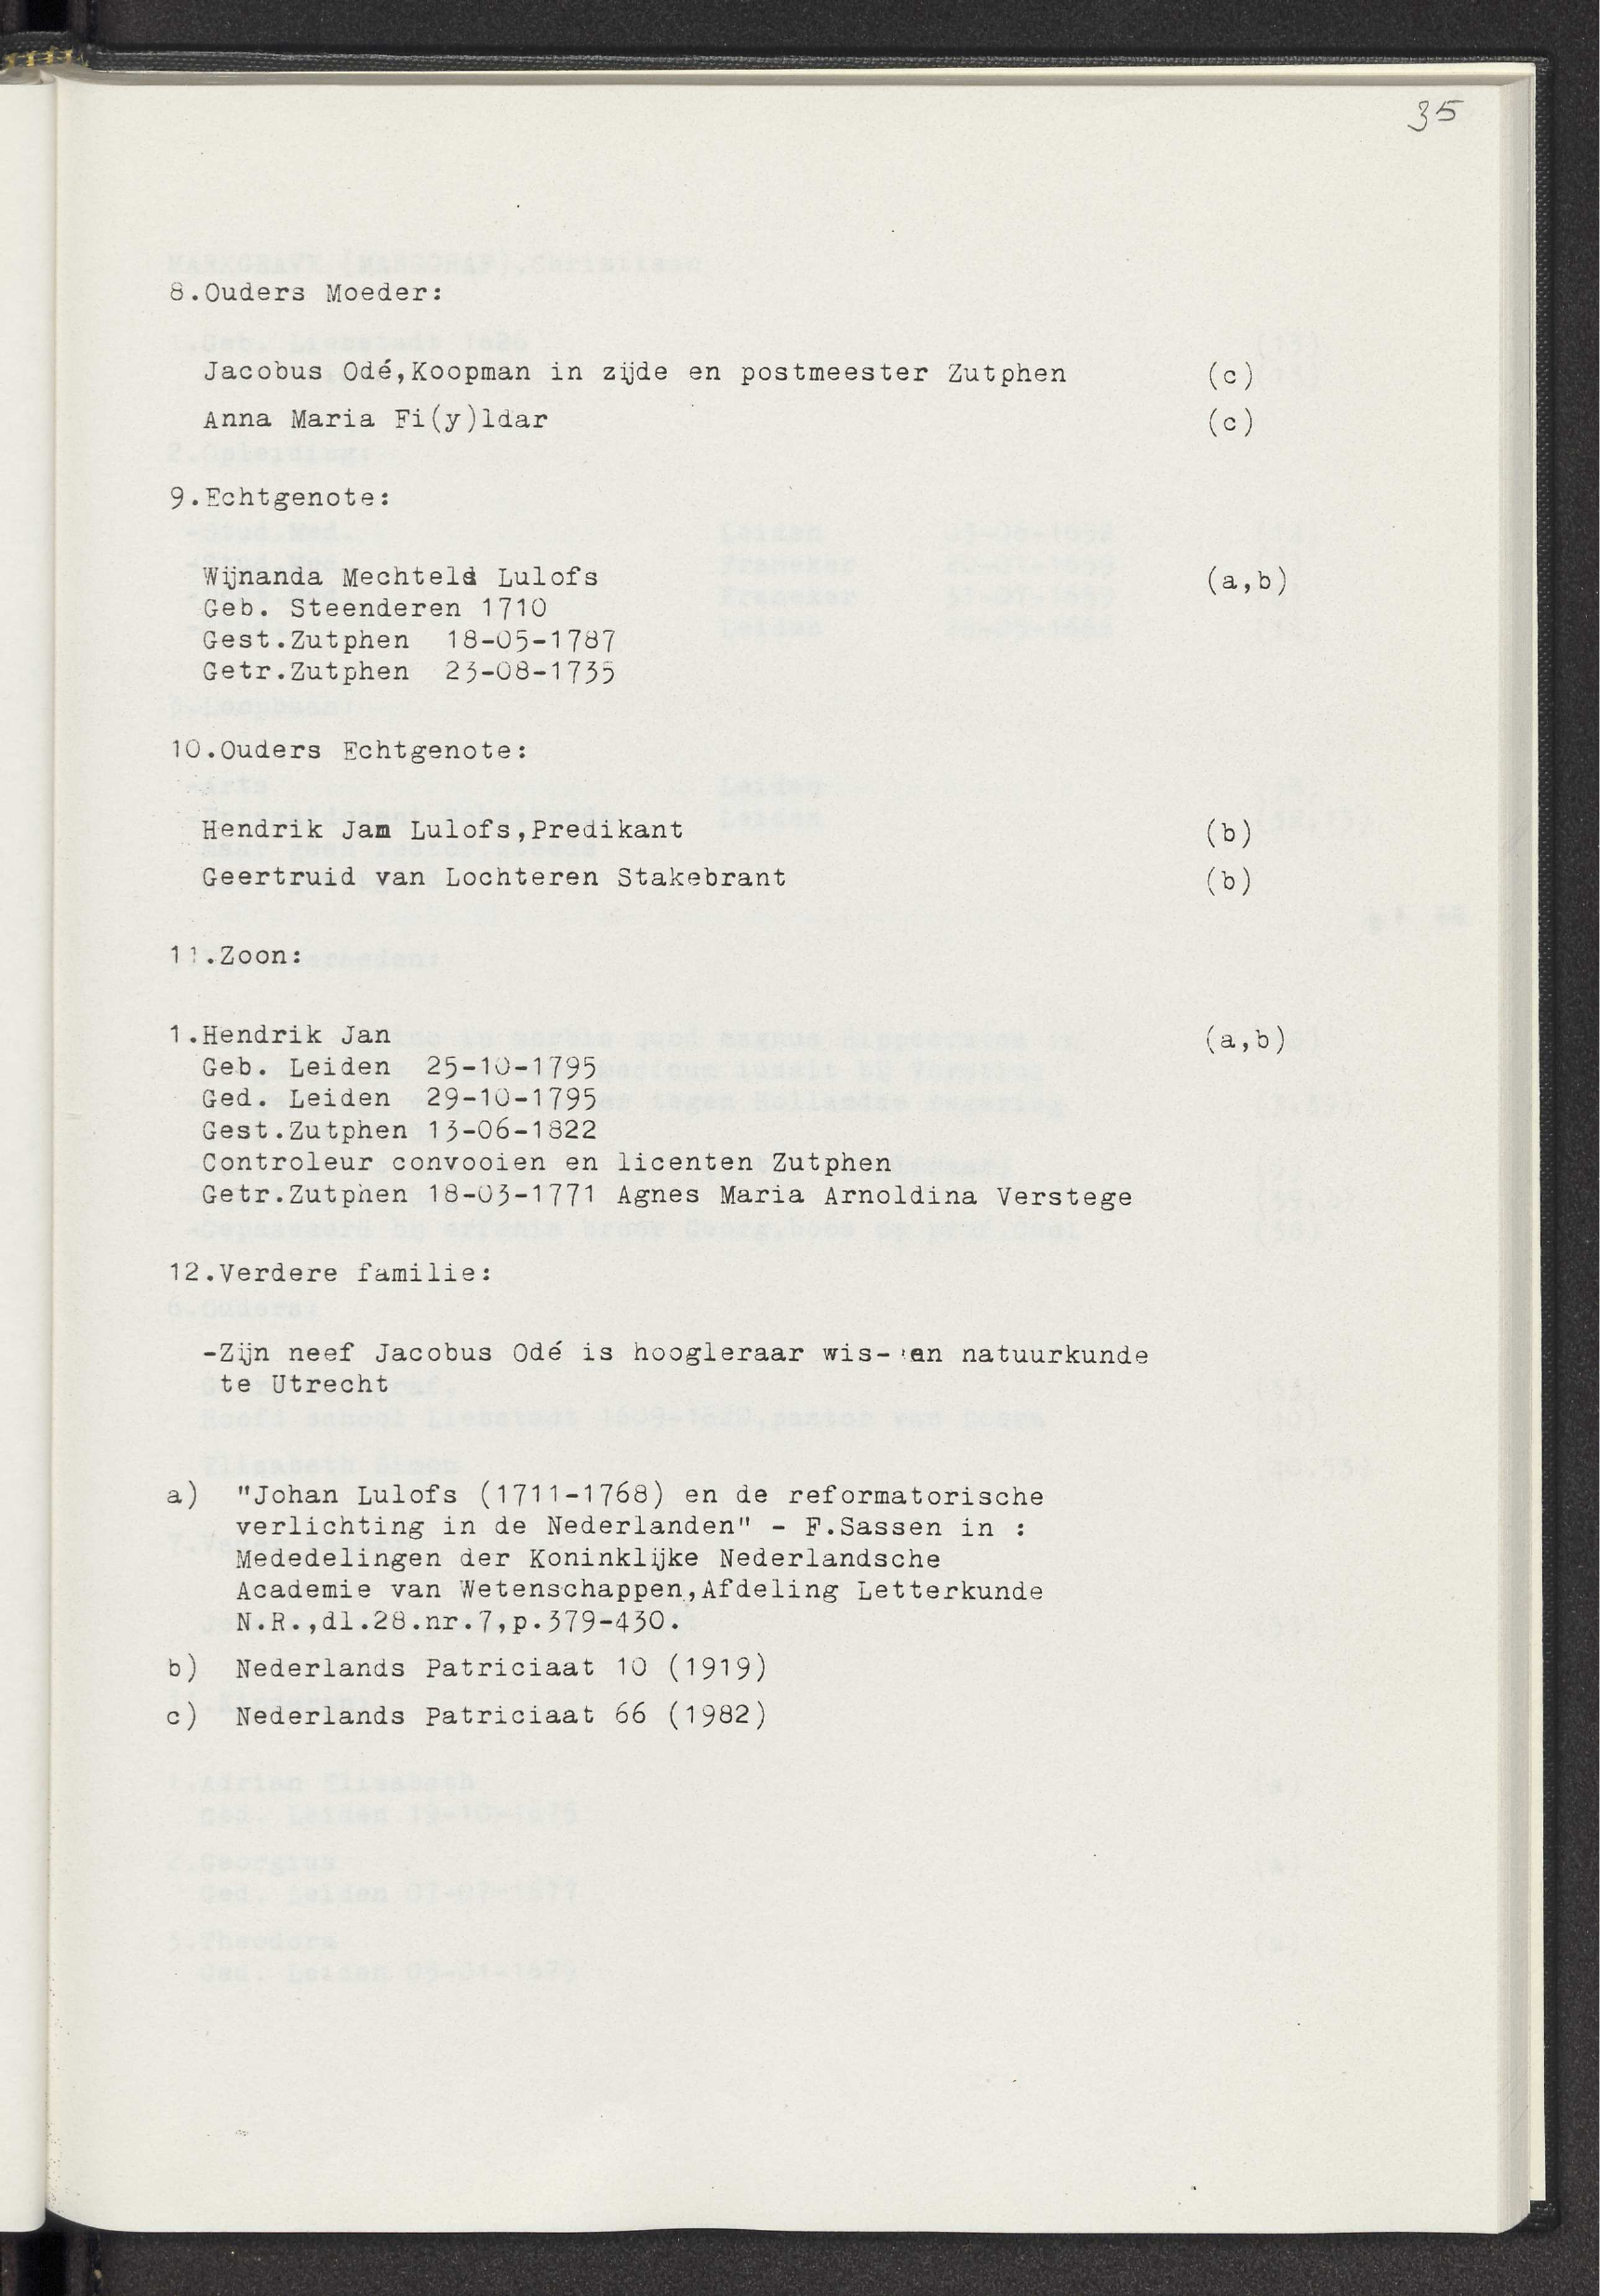 35
8.Ouders Moeder:
Jacobus Odé,Koopman in zijde en postmeester Zutphen (c)
Anna Maria Fi(y)ldar (c)
9.Echtgenote:
Wijnanda Mechteld Lulofs (a,b)
Geb. Steenderen 1710
Gest.Zutphen 18-05-1787
Getr.Zutphen 23-08-1735
10.Ouders Echtgenote:
Hendrik Jan Lulofs,Predikant (b)
Geertruid van Lochteren Stakebrant (b)
11.Zoon:
1.Hendrik Jan (a,b)
Geb. Leiden 25-10-1795
Ged. Leiden 29-10-1795
Gest.Zutphen 13-06-1822
Controleur convooien en licenten Zutphen
Getr.Zutphen 18-03-1771 Agnes Maria Arnoldina Verstege
12.Verdere familie:
-Zijn neef Jacobus Odé is hoogleraar wis- en natuurkunde
te Utrecht
a) "Johan Lulofs (1711-1768) en de reformatorische
verlichting in de Nederlanden" - F.Sassen in :
Mededelingen der Koninklijke Nederlandsche
Academie van Wetenschappen,Afdeling Letterkunde
N.R.,dl.28.nr.7,p.379-430.
b) Nederlands Patriciaat 10 (1919)
c) Nederlands Patriciaat 66 (1982)